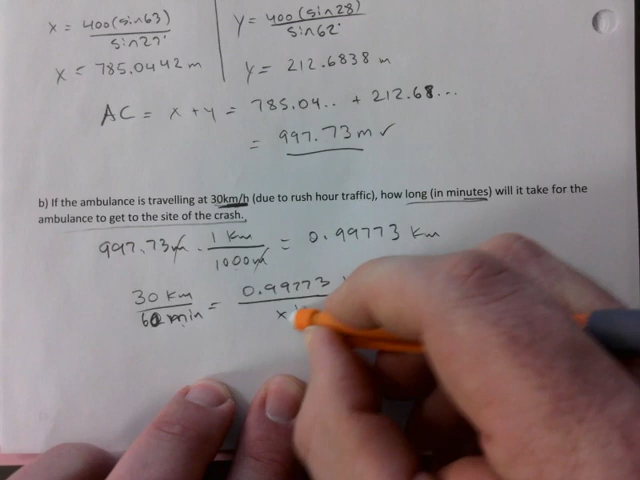 x = 400(sin63) / sin27°
y = 400(sin28) / sin62°
x = 785.0442 m
y = 212.6838 m
AC = x + y = 785.04.. + 212.68...
= 997.73m ✓
b) If the ambulance is travelling at 30km/h (due to rush hour traffic), how long (in minutes) will it take for the
ambulance to get to the site of the crash.
997.73m · 1 km / 1000m = 0.99773 km
30 km / 60 min = 0.99773 / x